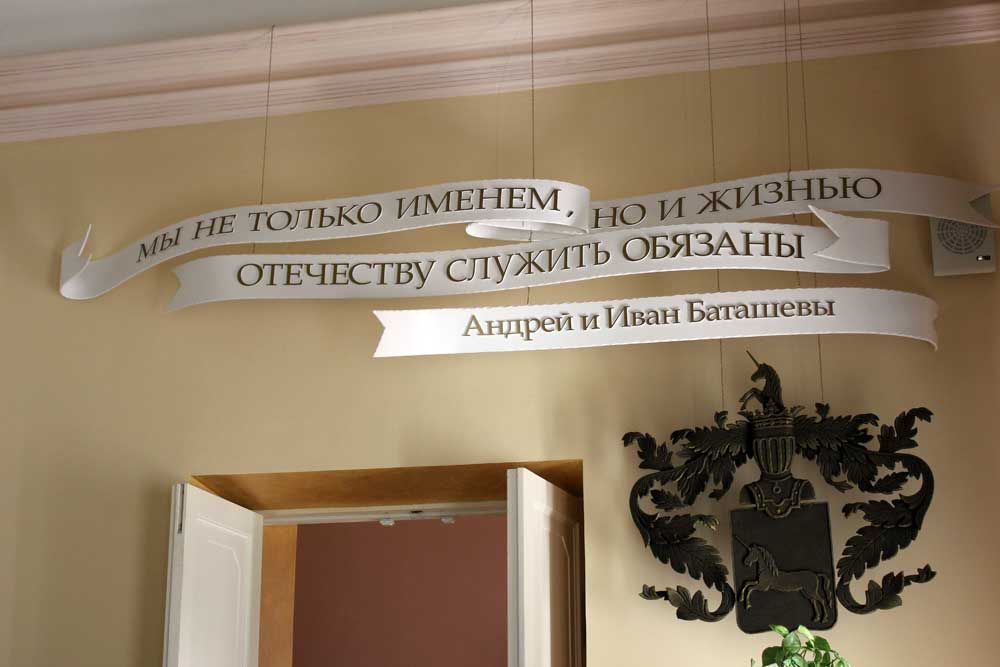 МЫ НЕ ТОЛЬКО ИМЕНЕМ, НО И ЖИЗНЬЮ
ОТЕЧЕСТВУ СЛУЖИТЬ ОБЯЗАНЫ
Андрей и Иван Баташевы